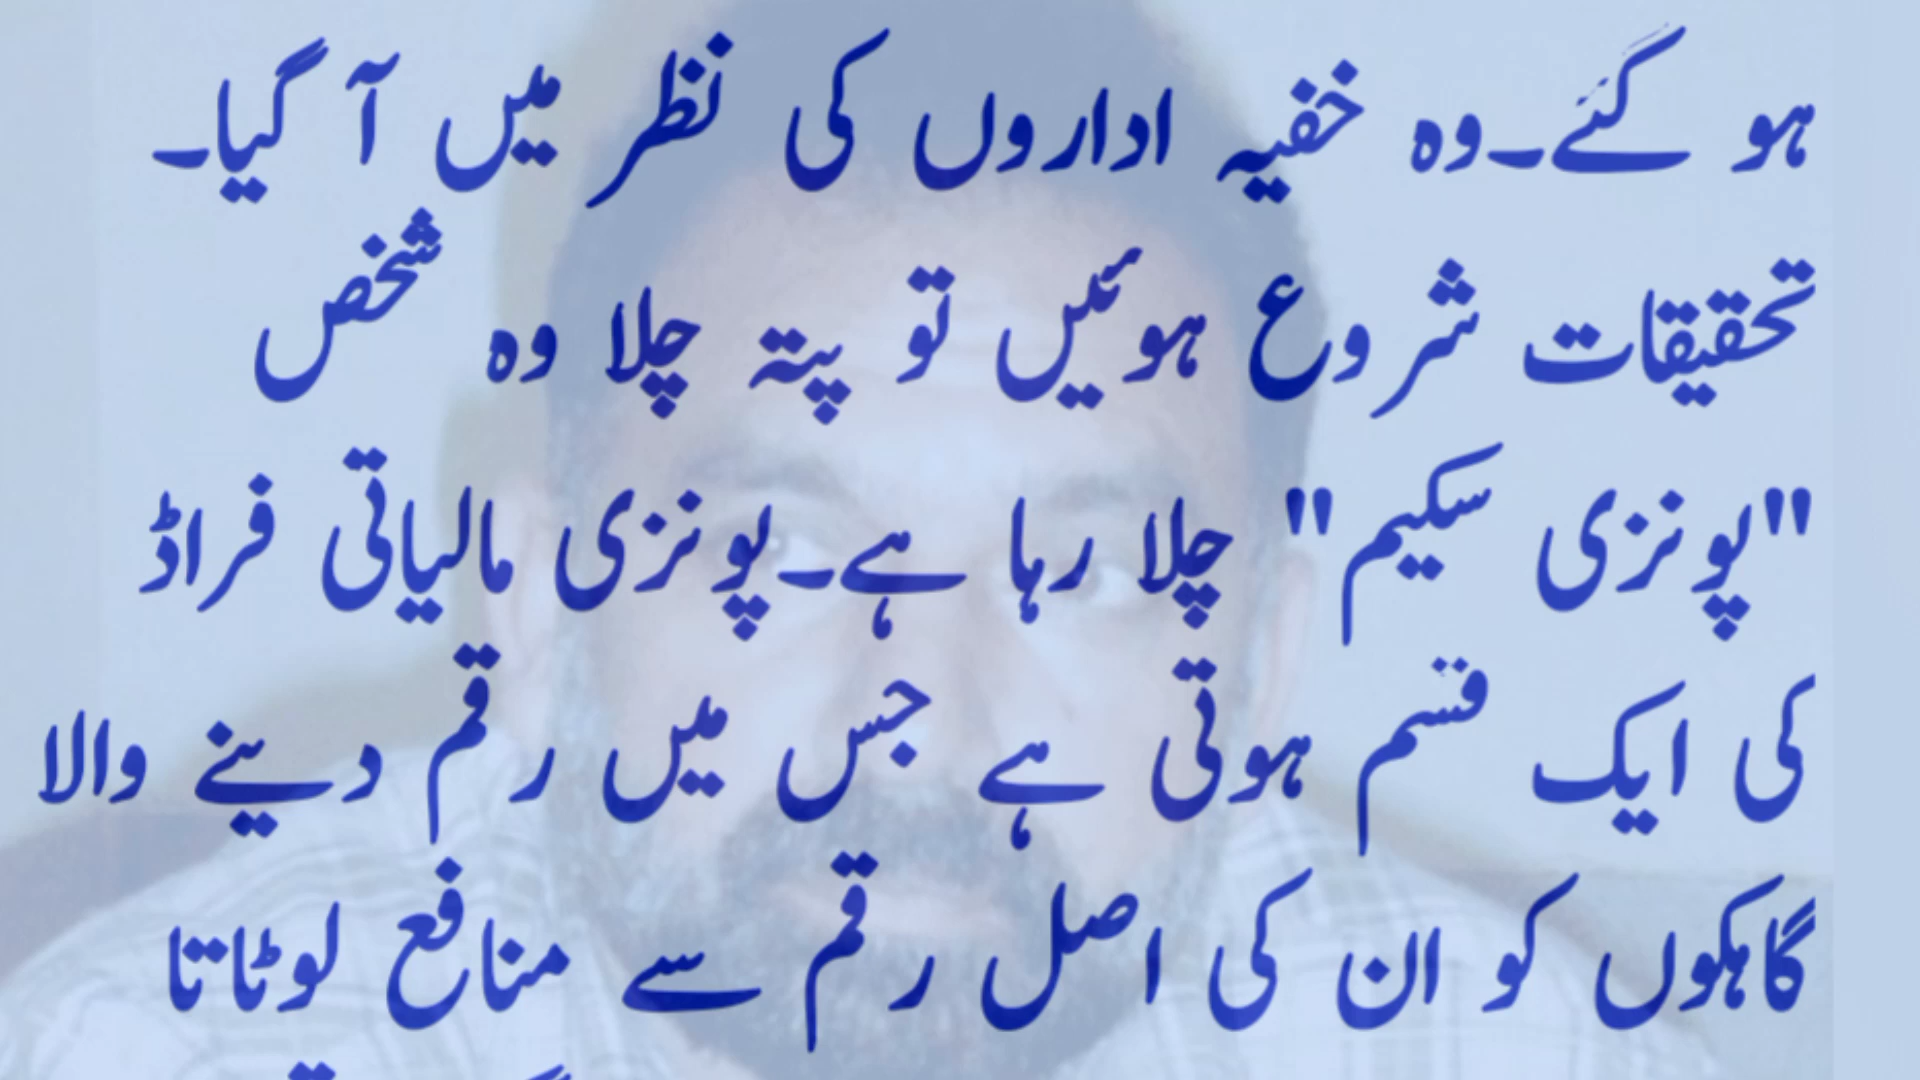 ہو گئے۔وہ خفیہ اداروں کی نظر میں آ گیا۔
تحقیقات شروع ہوئیں تو پتہ چلا وہ شخص
"پونزی سکیم" چلا رہا ہے۔پونزی مالیاتی فراڈ
کی ایک قسم ہوتی ہے جس میں رقم دینے والا
گاہکوں کو ان کی اصل رقم سے منافع لوٹاتا